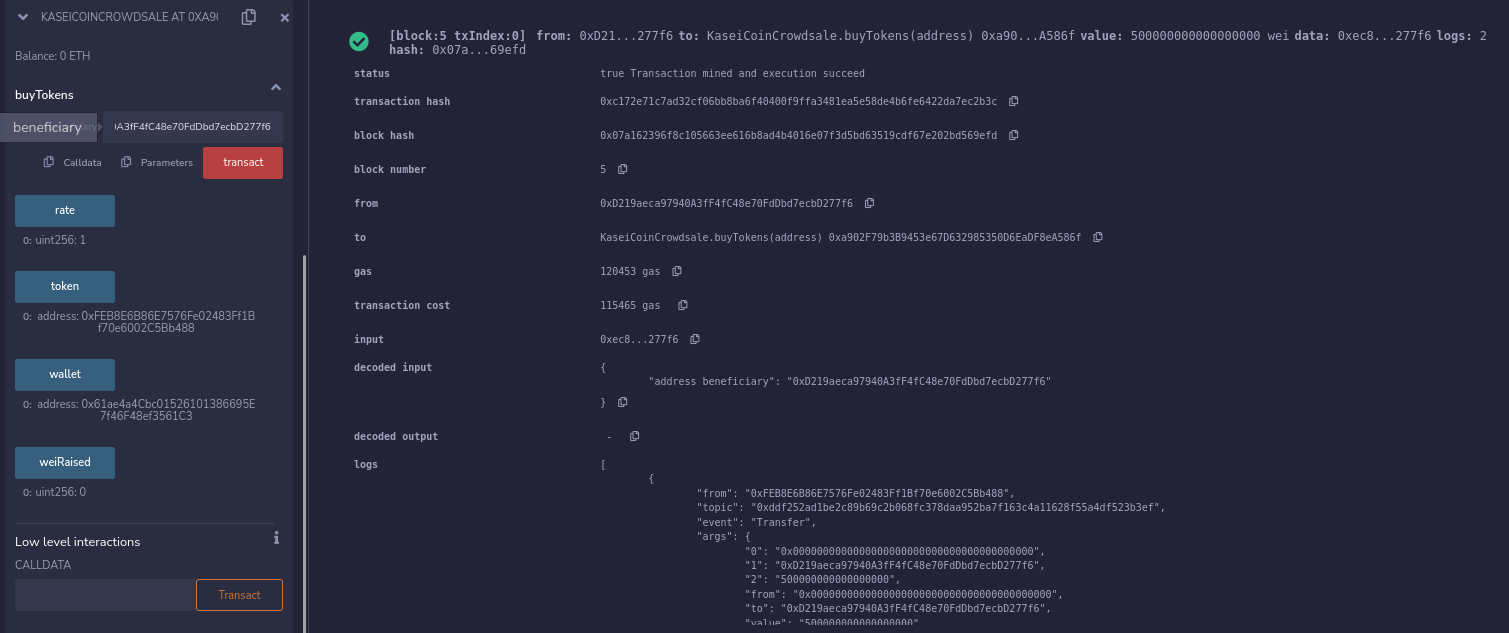 KASEICOINCROWDSALE AT 0XA9(
Balance: 0 ETH
buyTokens
beneficiary
0A3fF4fC48e70FdDbd7ecbD277f6
Calldata
Parameters
transact
rate
0: uint256: 1
token
0: address: 0xFEB8E6B86E7576Fe02483Ff1B
f70e6002C5Bb488
wallet
0: address: 0x61ae4a4Cbc01526101386695E
7f46F48ef3561C3
weiRaised
0: uint256: 0
Low level interactions
i
CALLDATA
Transact
[block:5 txIndex:0] from: 0xD21...277f6 to: KaseiCoinCrowdsale.buyTokens(address) 0xa90...A586f value: 500000000000000000 wei data: 0xec8...277f6 logs: 2
hash: 0x07a...69efd
status true Transaction mined and execution succeed
transaction hash 0xc172e71c7ad32cf06bb8ba6f40400f9ffa3481ea5e58de4b6fe6422da7ec2b3c
block hash 0x07a162396f8c105663ee616b8ad4b4016e07f3d5bd63519cdf67e202bd569efd
block number 5
from 0xD219aeca97940A3fF4fC48e70FdDbd7ecbD277f6
to KaseiCoinCrowdsale.buyTokens(address) 0xa902F79b3B9453e67D632985350D6EaDF8eA586f
gas 120453 gas
transaction cost 115465 gas
input 0xec8...277f6
decoded input {
"address beneficiary": "0xD219aeca97940A3fF4fC48e70FdDbd7ecbD277f6"
}
decoded output -
logs [
{
"from": "0xFEB8E6B86E7576Fe02483Ff1Bf70e6002C5Bb488",
"topic": "0xddf252ad1be2c89b69c2b068fc378daa952ba7f163c4a11628f55a4df523b3ef",
"event": "Transfer",
"args": {
"0": "0x0000000000000000000000000000000000000000",
"1": "0xD219aeca97940A3fF4fC48e70FdDbd7ecbD277f6",
"2": "500000000000000000",
"from": "0x0000000000000000000000000000000000000000",
"to": "0xD219aeca97940A3fF4fC48e70FdDbd7ecbD277f6",
"value": "500000000000000000"